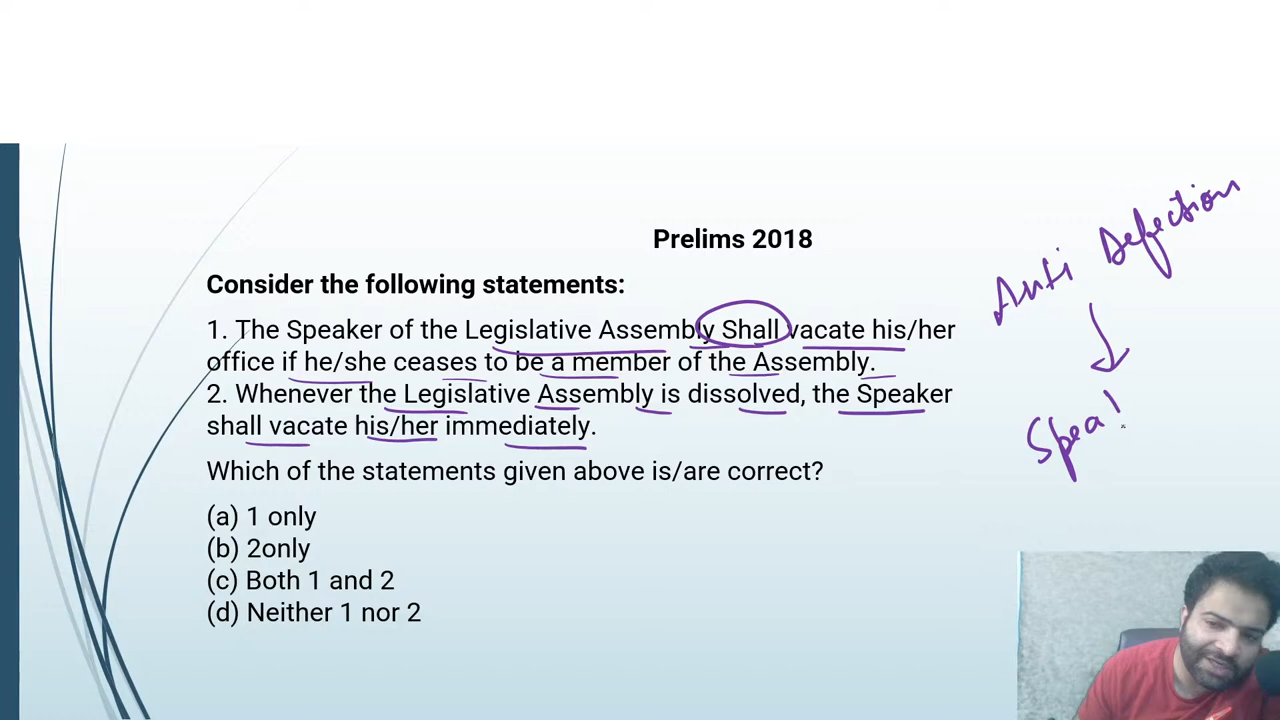 Prelims 2018
Consider the following statements:
1. The Speaker of the Legislative Assembly Shall vacate his/her
office if he/she ceases to be a member of the Assembly.
2. Whenever the Legislative Assembly is dissolved, the Speaker
shall vacate his/her immediately.
Which of the statements given above is/are correct?
(a) 1 only
(b) 2only
(c) Both 1 and 2
(d) Neither 1 nor 2
Anti Defection